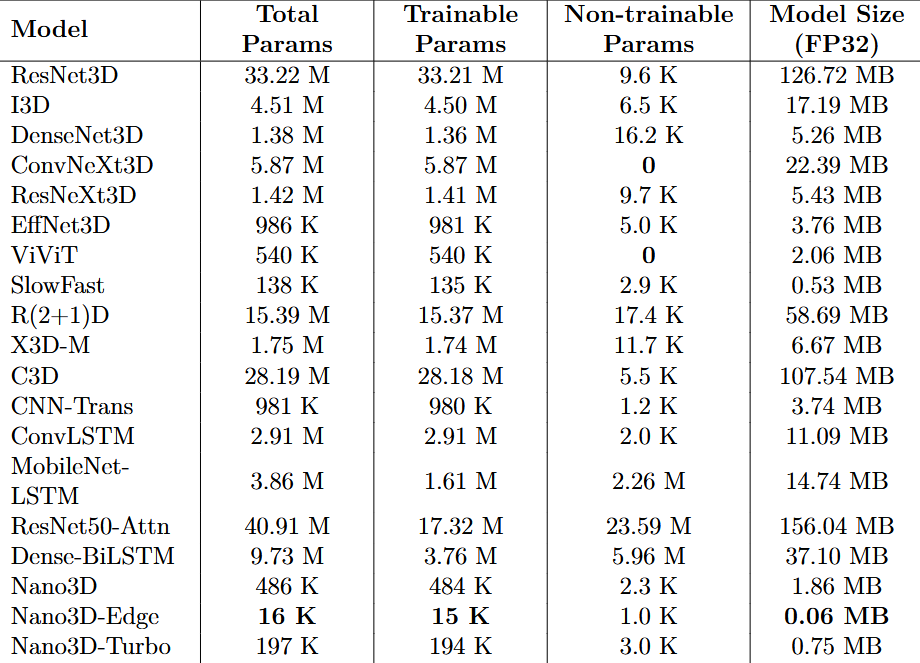 Model Total Params Trainable Params Non-trainable Params Model Size (FP32)
ResNet3D 33.22 M 33.21 M 9.6 K 126.72 MB
I3D 4.51 M 4.50 M 6.5 K 17.19 MB
DenseNet3D 1.38 M 1.36 M 16.2 K 5.26 MB
ConvNeXt3D 5.87 M 5.87 M 0 22.39 MB
ResNeXt3D 1.42 M 1.41 M 9.7 K 5.43 MB
EffNet3D 986 K 981 K 5.0 K 3.76 MB
ViViT 540 K 540 K 0 2.06 MB
SlowFast 138 K 135 K 2.9 K 0.53 MB
R(2+1)D 15.39 M 15.37 M 17.4 K 58.69 MB
X3D-M 1.75 M 1.74 M 11.7 K 6.67 MB
C3D 28.19 M 28.18 M 5.5 K 107.54 MB
CNN-Trans 981 K 980 K 1.2 K 3.74 MB
ConvLSTM 2.91 M 2.91 M 2.0 K 11.09 MB
MobileNet-LSTM 3.86 M 1.61 M 2.26 M 14.74 MB
ResNet50-Attn 40.91 M 17.32 M 23.59 M 156.04 MB
Dense-BiLSTM 9.73 M 3.76 M 5.96 M 37.10 MB
Nano3D 486 K 484 K 2.3 K 1.86 MB
Nano3D-Edge 16 K 15 K 1.0 K 0.06 MB
Nano3D-Turbo 197 K 194 K 3.0 K 0.75 MB